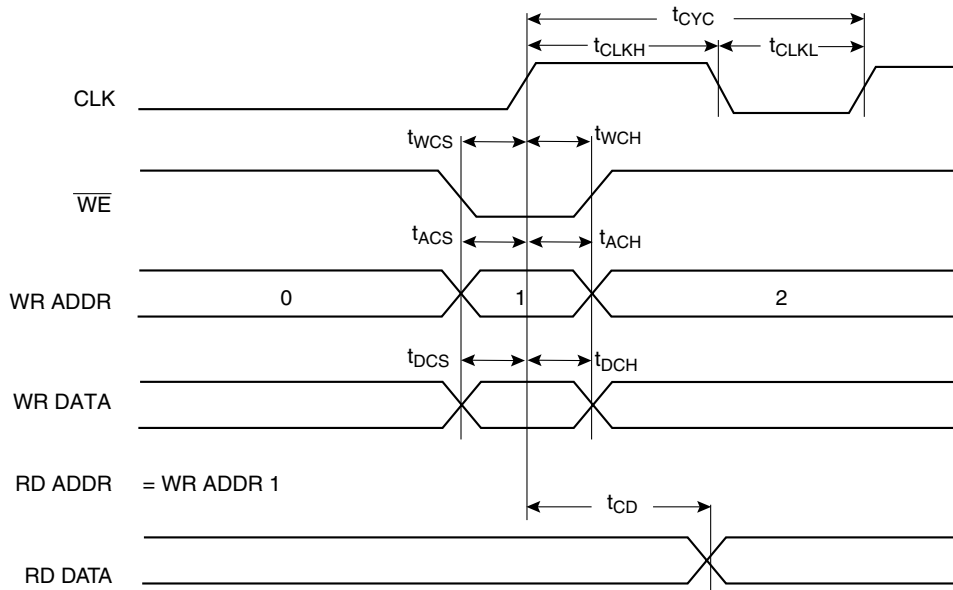 tCYC
tCLKH tCLKL
CLK
tWCS tWCH
WE
tACS tACH
WR ADDR 0 1 2
tDCS tDCH
WR DATA
RD ADDR = WR ADDR 1
tCD
RD DATA